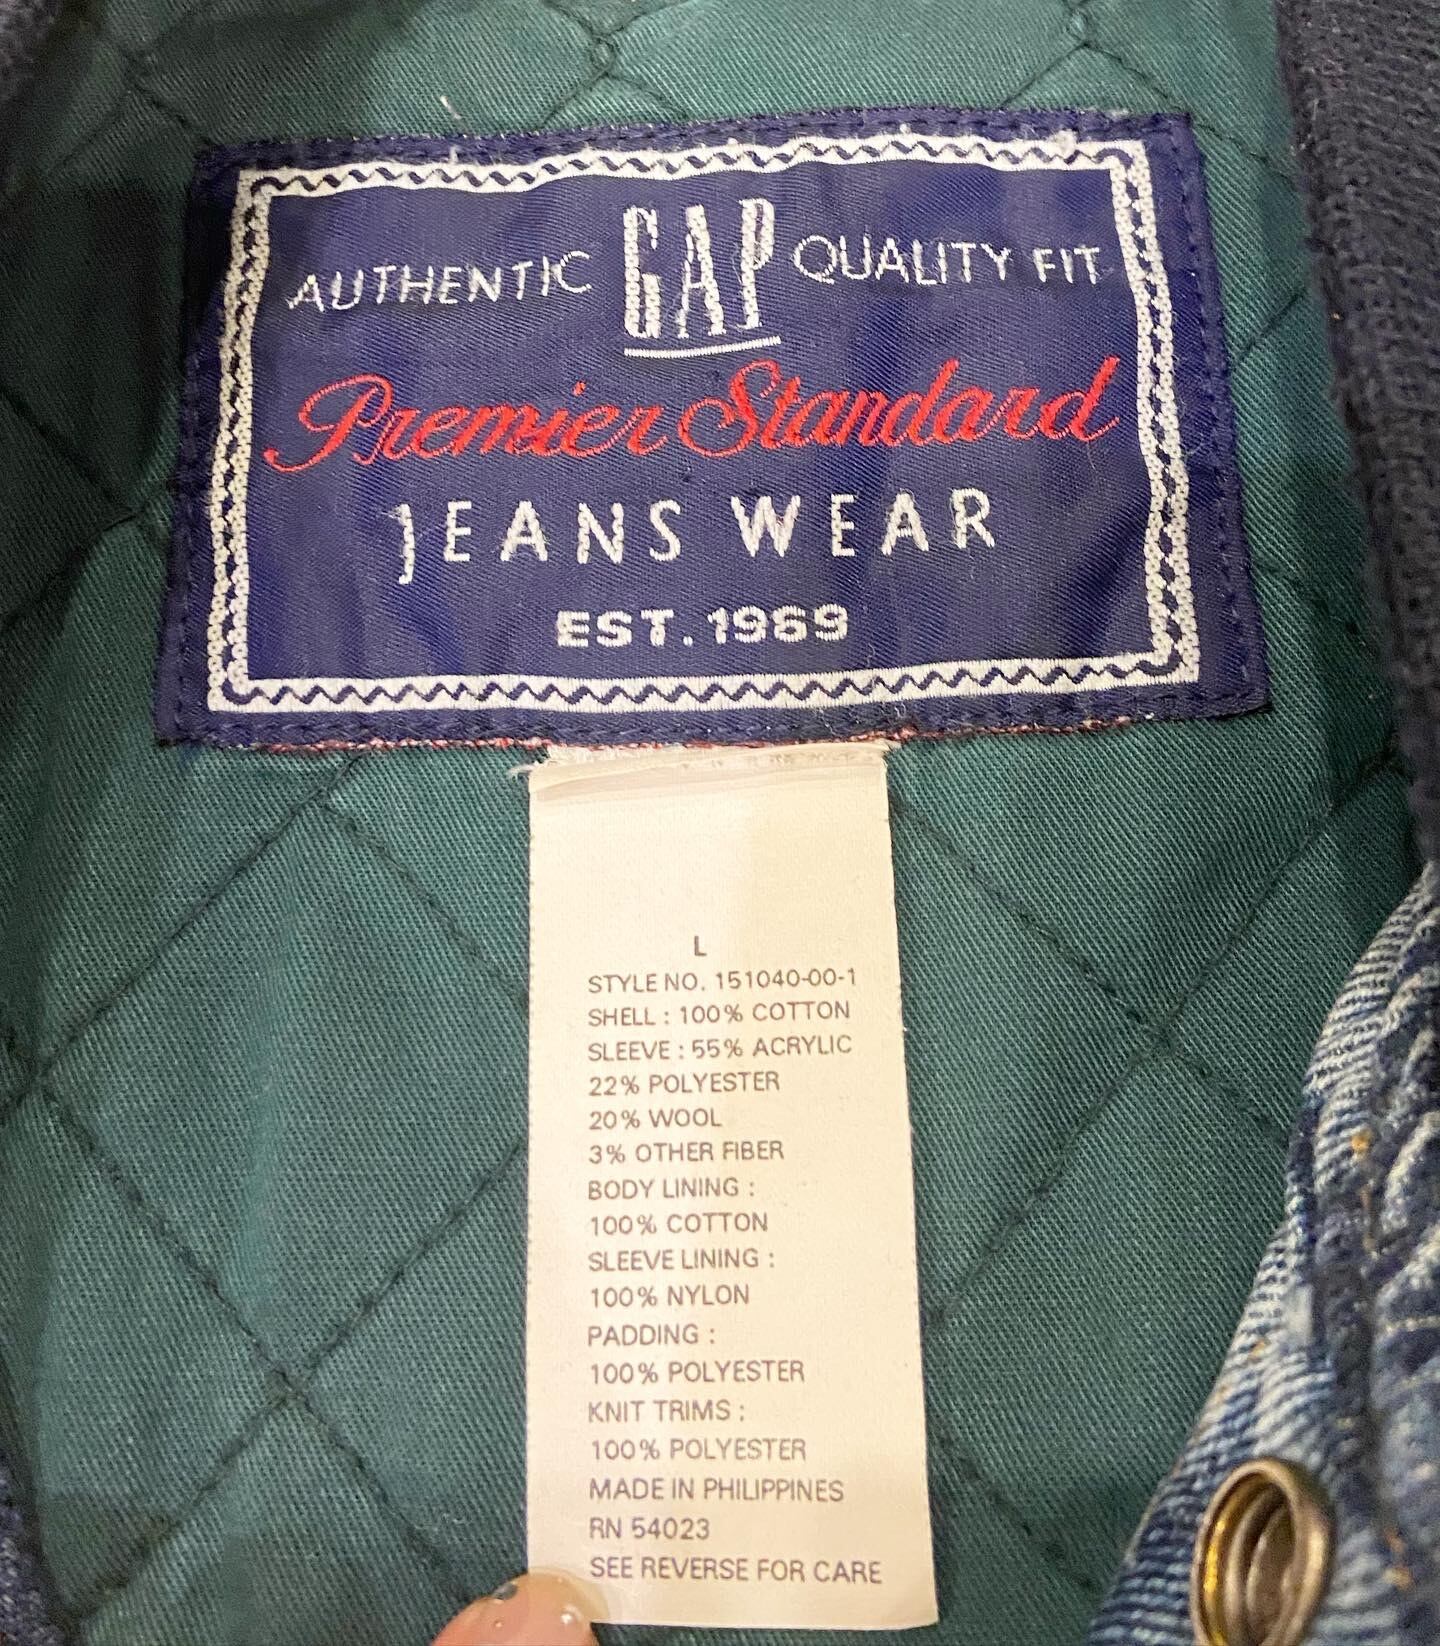 AUTHENTIC GAP QUALITY FIT
Premier Standard
JEANS WEAR
EST. 1969
L
STYLE NO. 151040-00-1
SHELL : 100% COTTON
SLEEVE : 55% ACRYLIC
22% POLYESTER
20% WOOL
3% OTHER FIBER
BODY LINING :
100% COTTON
SLEEVE LINING :
100% NYLON
PADDING :
100% POLYESTER
KNIT TRIMS :
100% POLYESTER
MADE IN PHILIPPINES
RN 54023
SEE REVERSE FOR CARE